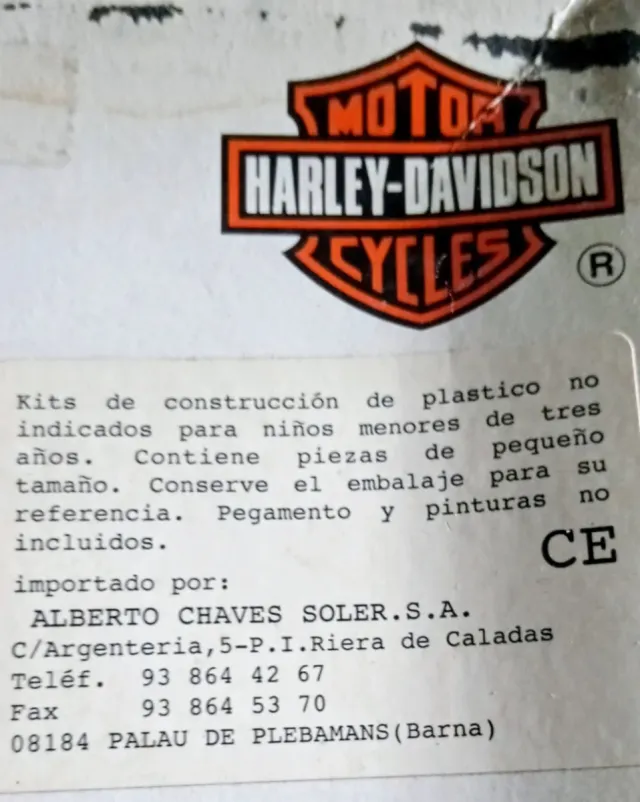 MOTOR
HARLEY-DAVIDSON
CYCLES
®
Kits de construcción de plastico no
indicados para niños menores de tres
años. Contiene piezas de pequeño
tamaño. Conserve el embalaje para su
referencia. Pegamento y pinturas no
incluidos.
CE
importado por:
ALBERTO CHAVES SOLER.S.A.
C/Argenteria,5-P.I.Riera de Caladas
Teléf. 93 864 42 67
Fax 93 864 53 70
08184 PALAU DE PLEBAMANS(Barna)